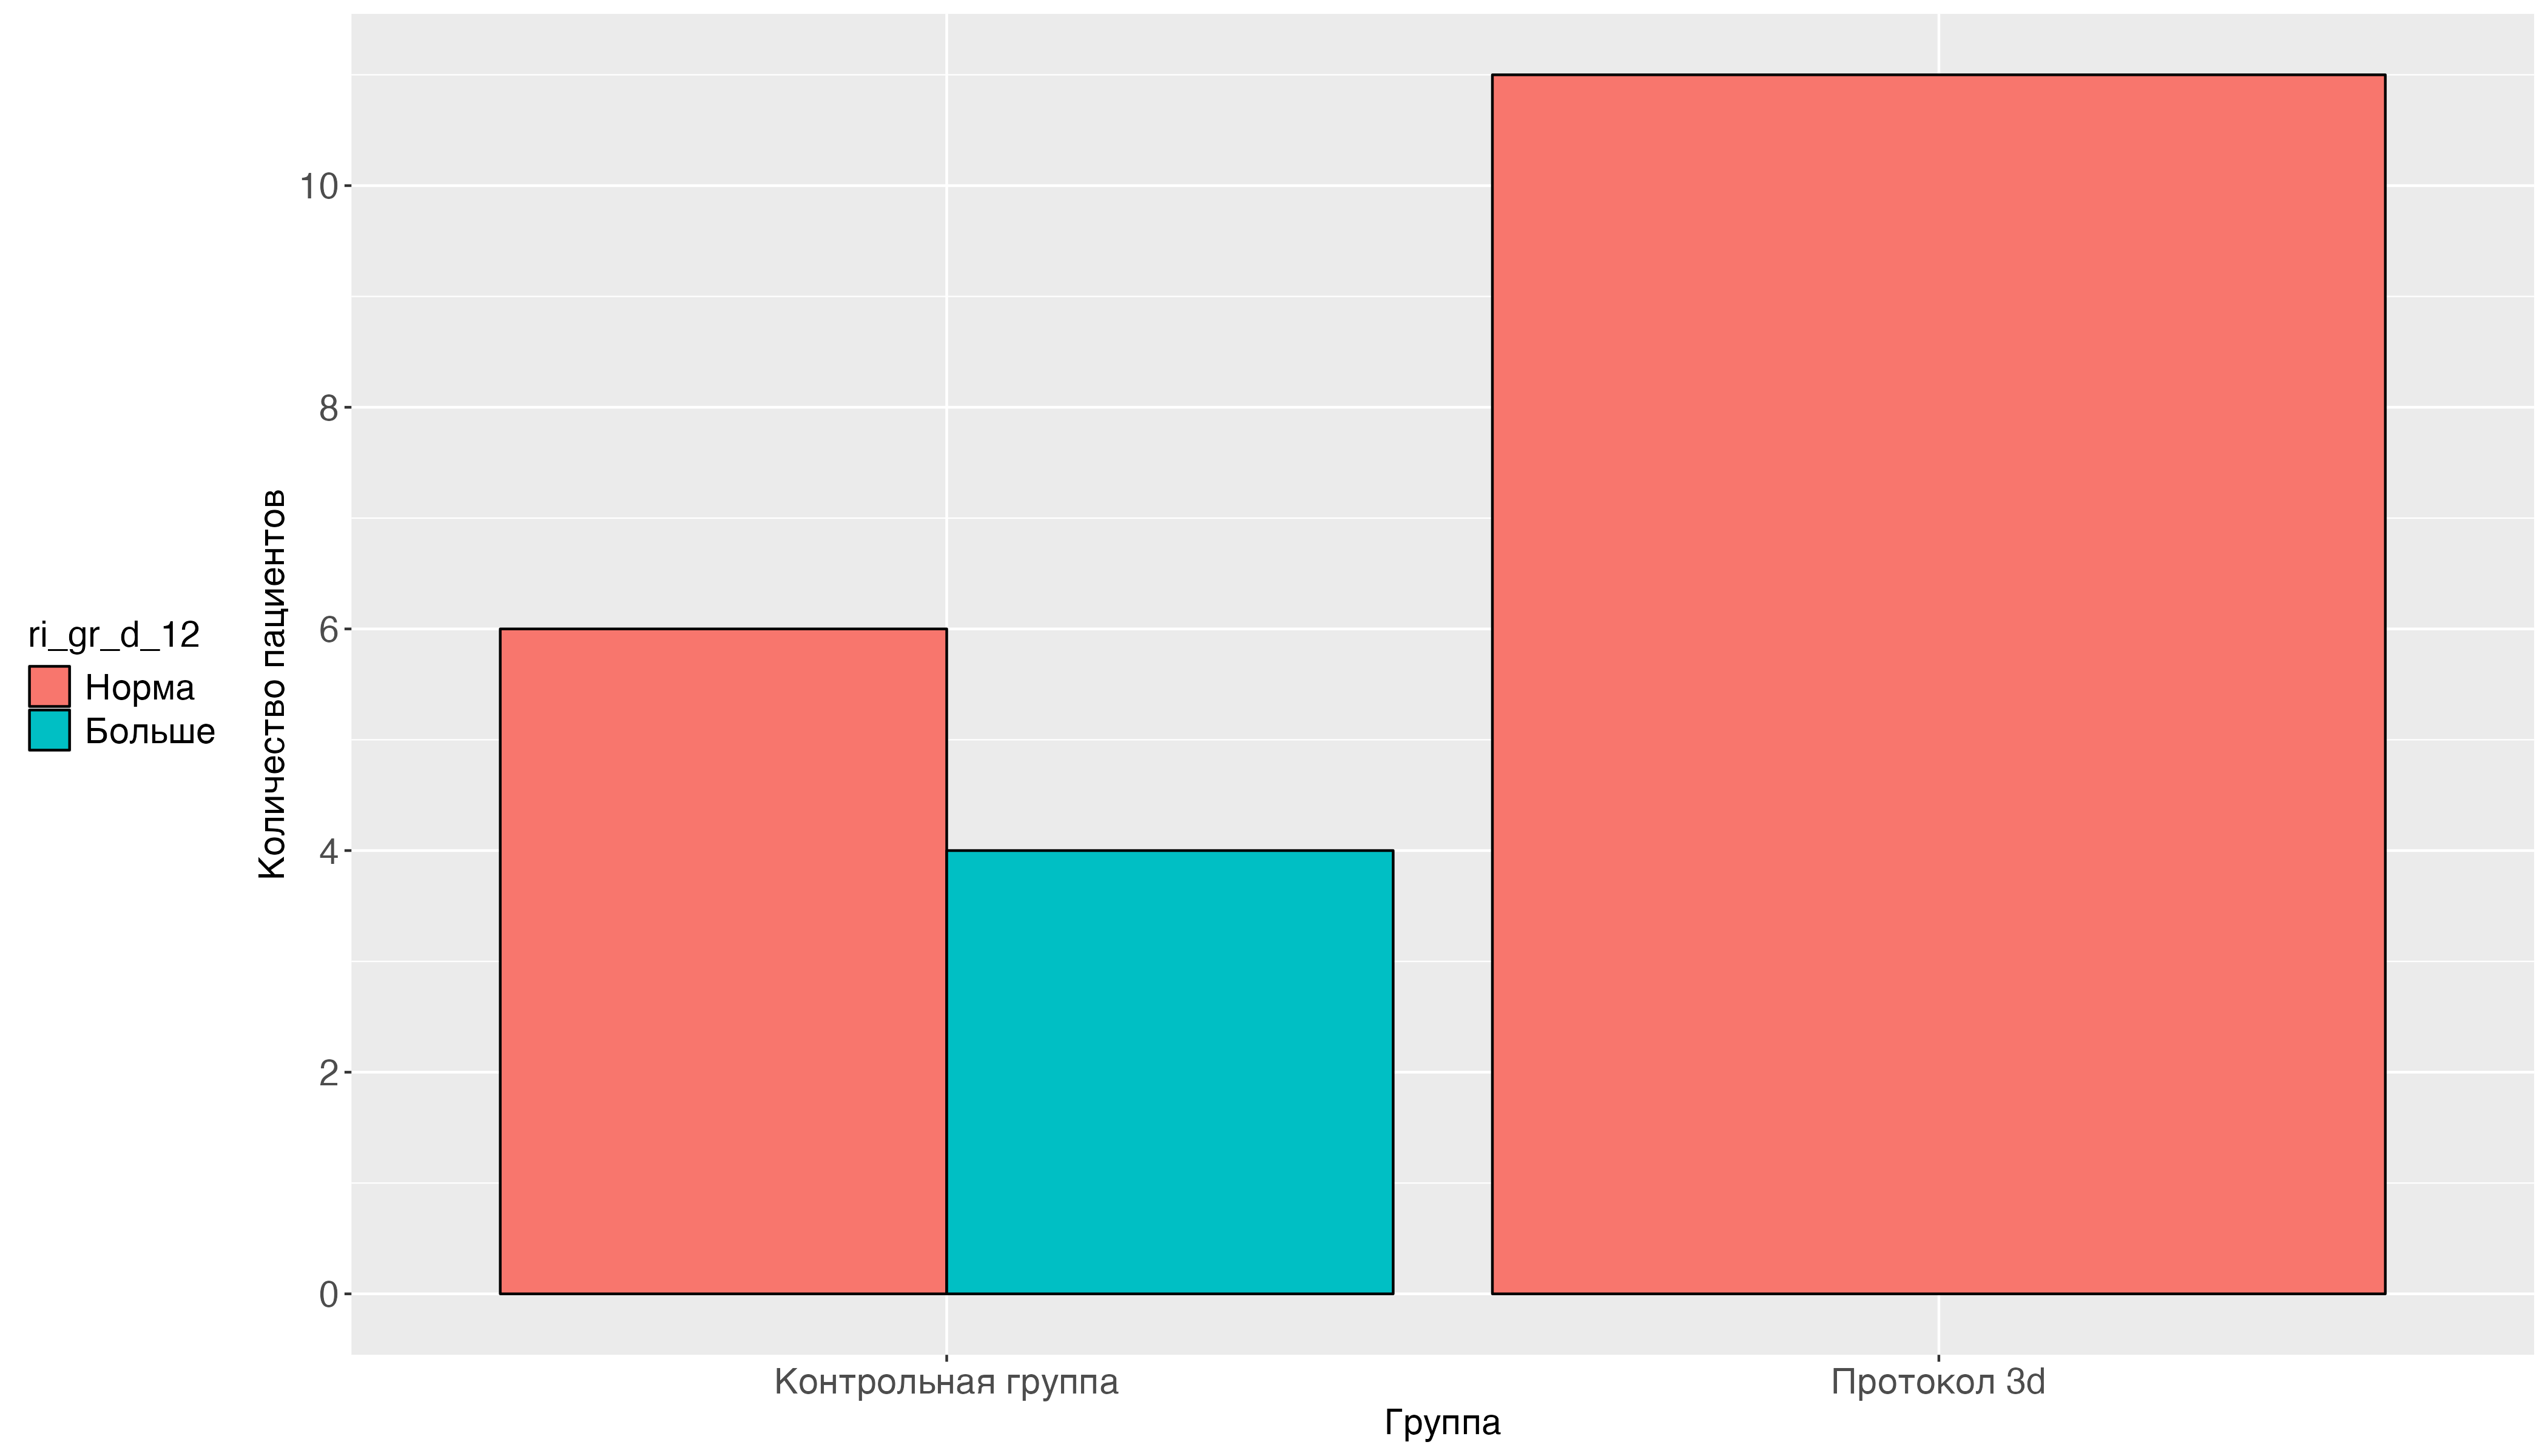 ri_gr_d_12
Норма
Больше
Количество пациентов
10
8
6
4
2
0
Контрольная группа
Протокол 3d
Группа